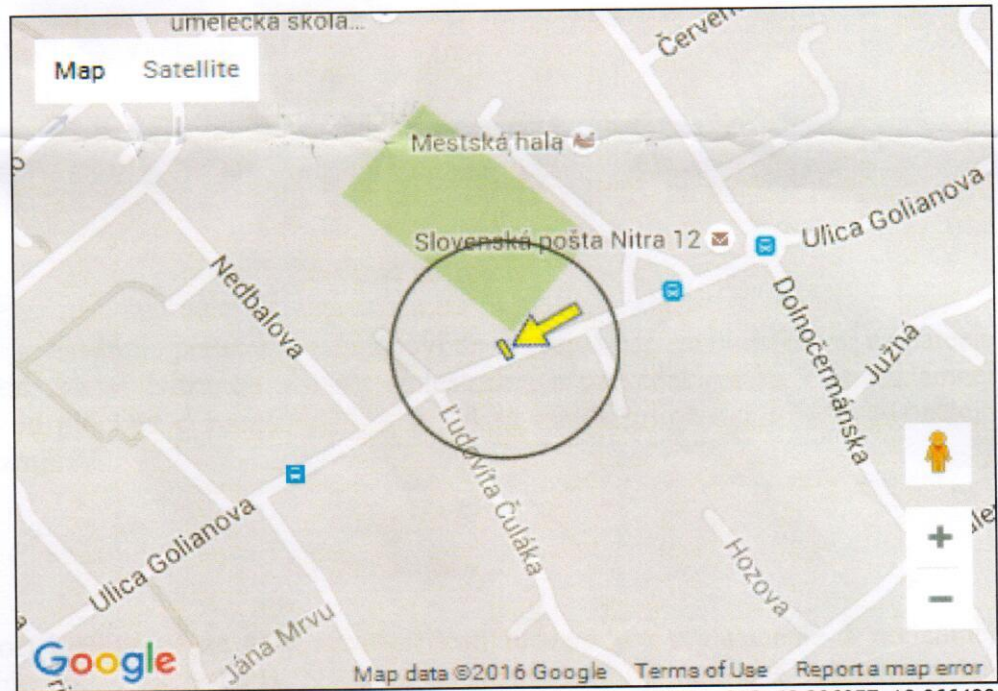 umelecká škola...
Map Satellite
Mestská hala
Slovenská pošta Nitra 12
Ulica Golianova
Nedbalova
Dolnočermánska
Južná
Ľudovíta Čuláka
Ulica Golianova
Hozova
Jána Mrvu
+
−
Google
Map data ©2016 Google Terms of Use Report a map error